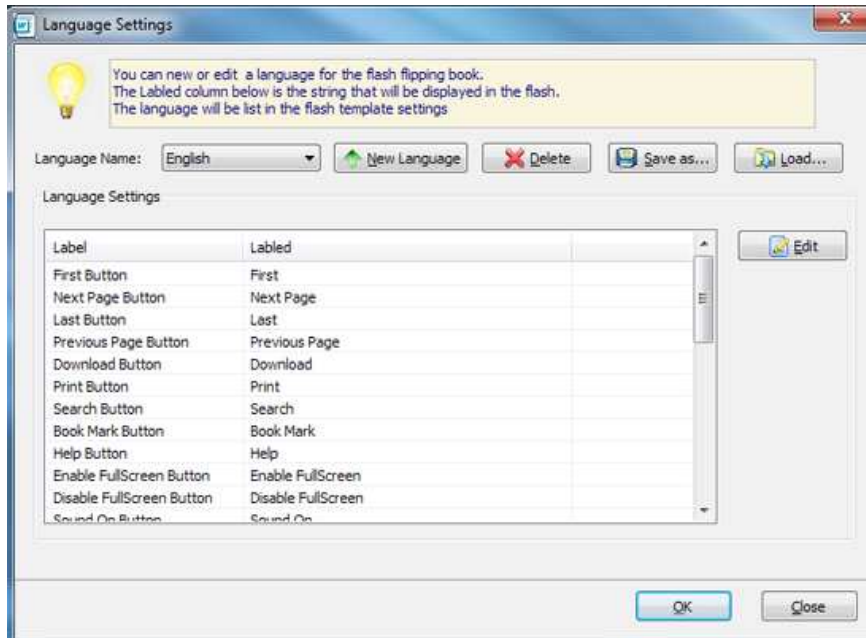 Language Settings
You can new or edit a language for the flash flipping book.
The Labled column below is the string that will be displayed in the flash.
The language will be list in the flash template settings
Language Name: English New Language Delete Save as... Load...
Language Settings
Label Labled Edit
First Button First
Next Page Button Next Page
Last Button Last
Previous Page Button Previous Page
Download Button Download
Print Button Print
Search Button Search
Book Mark Button Book Mark
Help Button Help
Enable FullScreen Button Enable FullScreen
Disable FullScreen Button Disable FullScreen
Sound On Button Sound On
OK Close